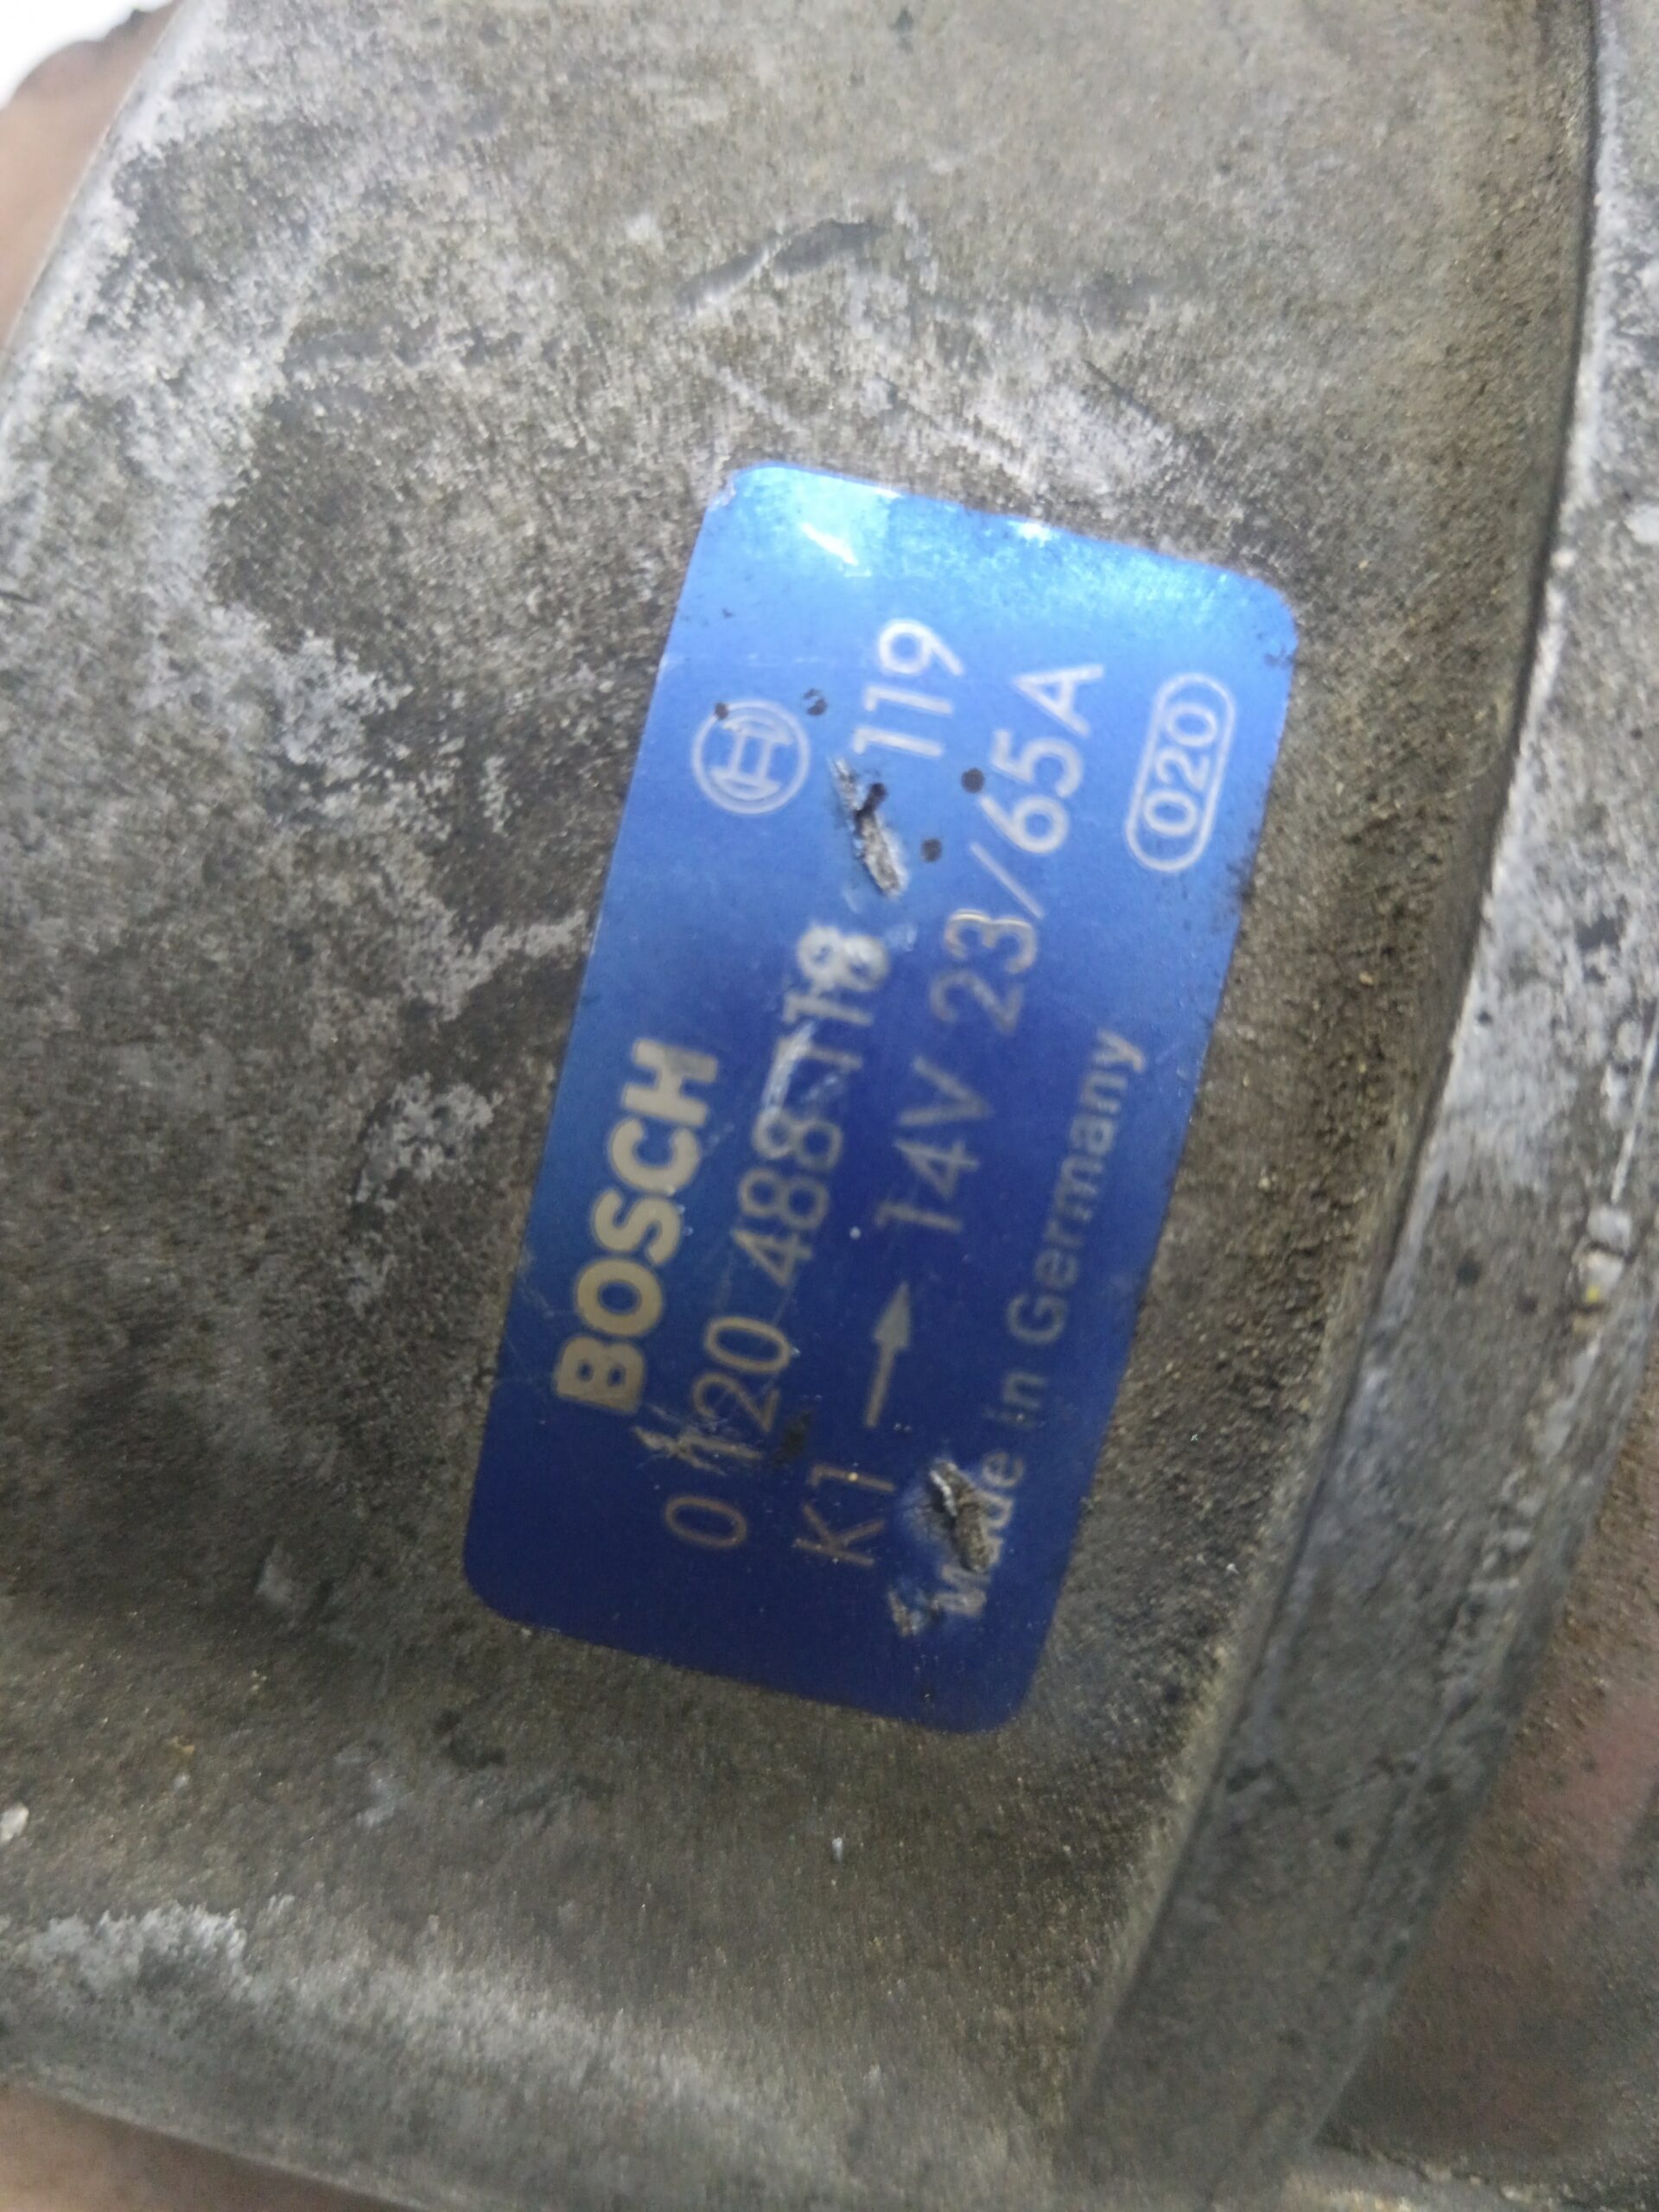 BOSCH
0 120 488 118 119
K1 → 14V 23/65A
Made in Germany
020